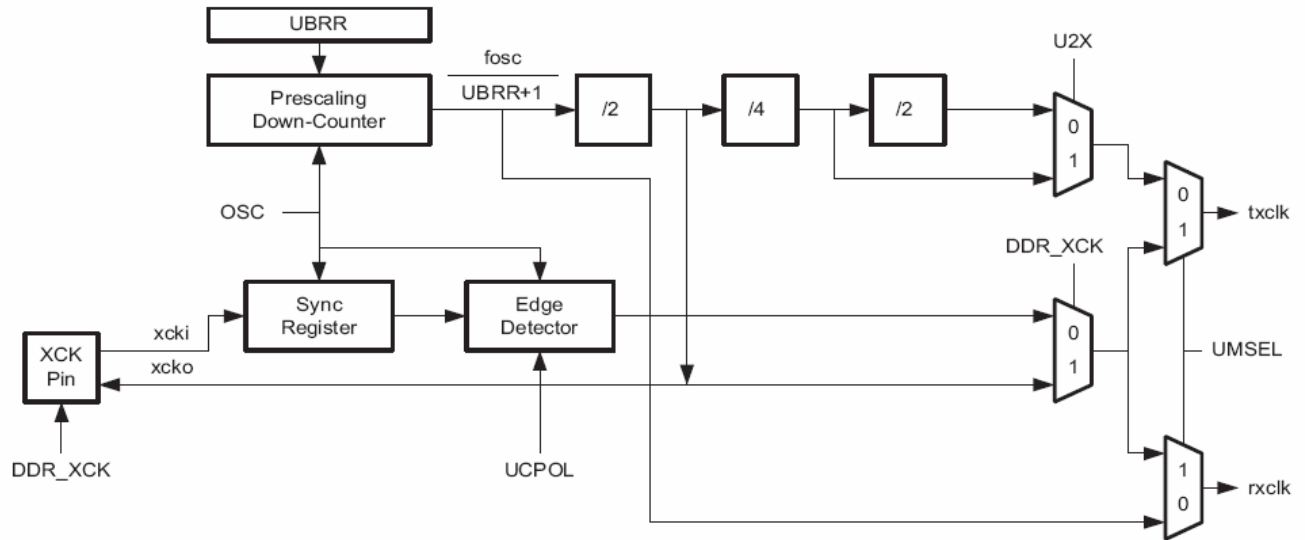 UBRR
fosc
UBRR+1
U2X
Prescaling
Down-Counter
/2
/4
/2
0
1
OSC
0
1
txclk
DDR_XCK
Sync
Register
Edge
Detector
xcki
0
1
XCK
Pin
xcko
UMSEL
DDR_XCK
UCPOL
1
0
rxclk